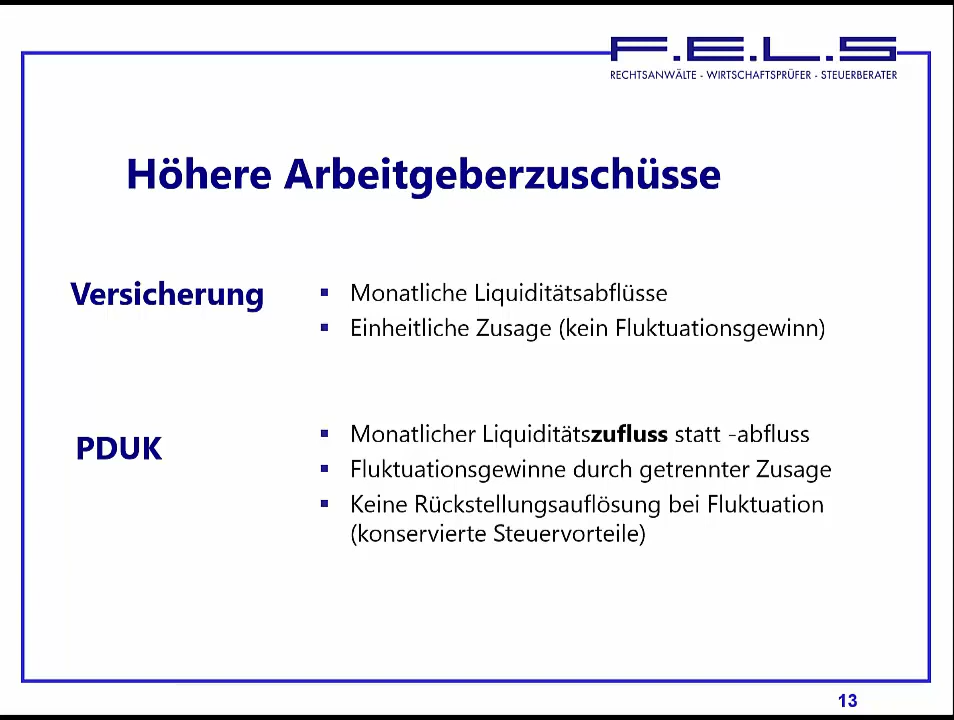 F.E.L.S
RECHTSANWÄLTE - WIRTSCHAFTSPRÜFER - STEUERBERATER
Höhere Arbeitgeberzuschüsse
Versicherung
▪ Monatliche Liquiditätsabflüsse
▪ Einheitliche Zusage (kein Fluktuationsgewinn)
PDUK
▪ Monatlicher Liquiditätszufluss statt -abfluss
▪ Fluktuationsgewinne durch getrennter Zusage
▪ Keine Rückstellungsauflösung bei Fluktuation
(konservierte Steuervorteile)
13